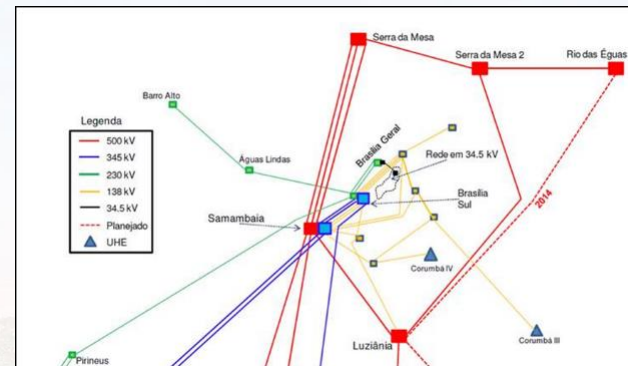 Serra da Mesa
Serra da Mesa 2
Rio das Éguas
Barro Alto
Legenda
500 kV
345 kV
230 kV
138 kV
34.5 kV
Planejado
UHE
Águas Lindas
Brasília Geral
Rede em 34.5 kV
Brasília
Sul
Samambaia
2014
Corumbá IV
Corumbá III
Luziânia
Pirineus